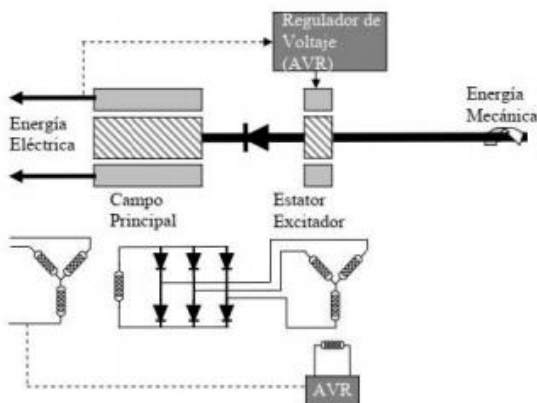 Regulador de
Voltaje
(AVR)
Energía
Mecánica
Energía
Eléctrica
Campo
Principal
Estator
Excitador
AVR